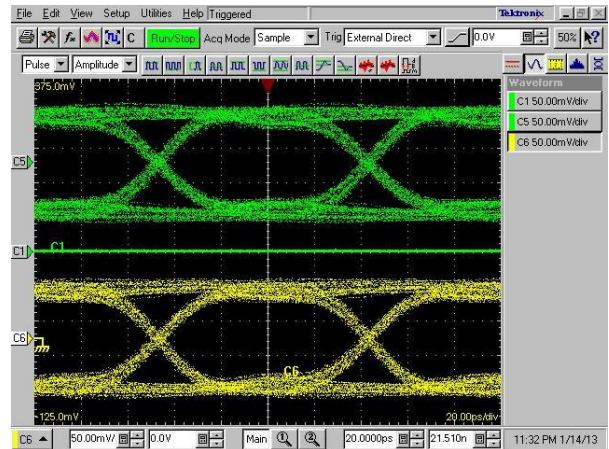 File Edit View Setup Utilities Help Triggered Tektronix
C Run/Stop Acq Mode Sample Trig External Direct 0.0V 50%
Pulse Amplitude
Waveform
375.0mV
C1 50.00mV/div
C5 50.00mV/div
C6 50.00mV/div
C5
C1 C1
C6
C6
-125.0mV 20.00ps/div
C6 50.00mV/ 0.0V Main 20.0000ps 21.510n 11:32 PM 1/14/13